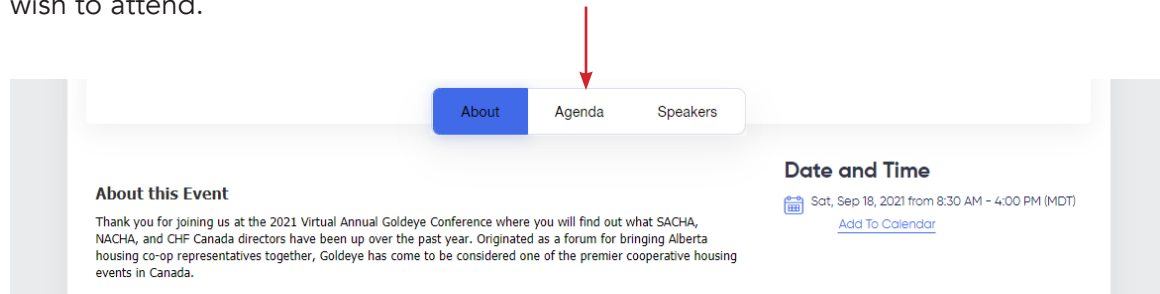 wish to attend.
About Agenda Speakers
About this Event
Thank you for joining us at the 2021 Virtual Annual Goldeye Conference where you will find out what SACHA,
NACHA, and CHF Canada directors have been up over the past year. Originated as a forum for bringing Alberta
housing co-op representatives together, Goldeye has come to be considered one of the premier cooperative housing
events in Canada.
Date and Time
Sat, Sep 18, 2021 from 8:30 AM - 4:00 PM (MDT)
Add To Calendar